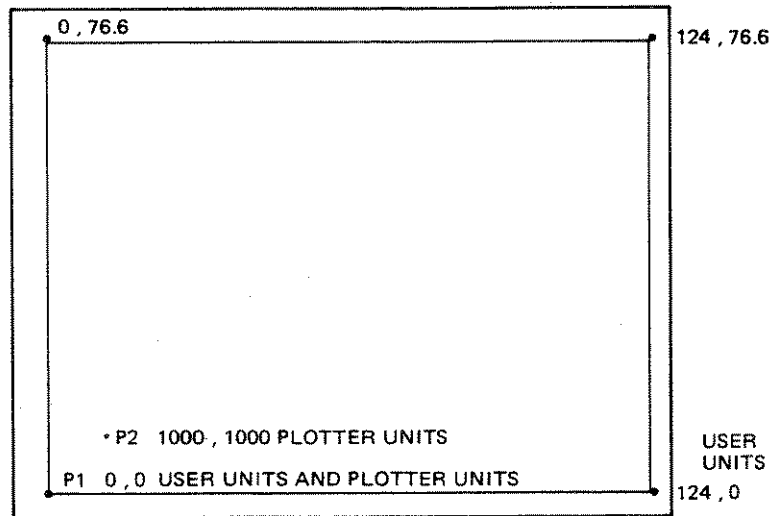 0 , 76.6
124 , 76.6
P2 1000 , 1000 PLOTTER UNITS
USER
UNITS
P1 0 , 0 USER UNITS AND PLOTTER UNITS
124 , 0